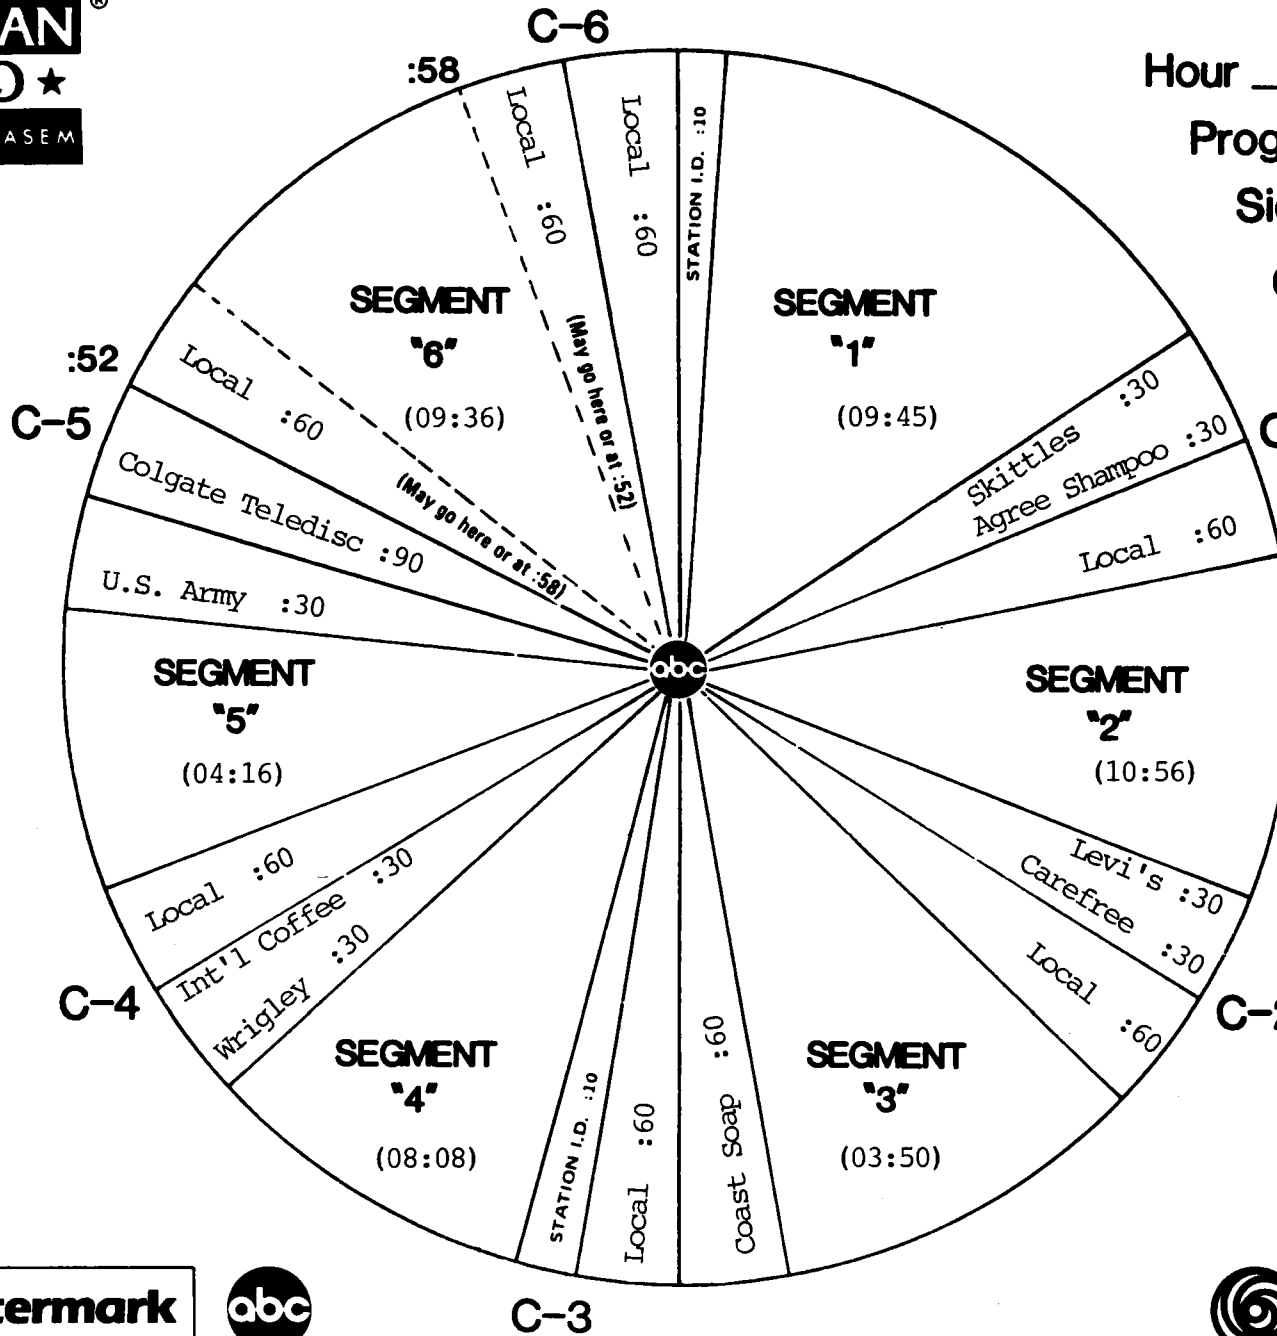 AN ®
★
ASEM
C-6
:58
Hour
Local :60
Local :60
STATION I.D. :10
SEGMENT
"1"
(09:45)
Skittles :30
Agree Shampoo :30
Local :60
SEGMENT
"2"
(10:56)
Levi's :30
Carefree :30
Local :60
SEGMENT
"3"
(03:50)
Coast Soap :60
C-3
Local :60
STATION I.D. :10
SEGMENT
"4"
(08:08)
Wrigley :30
Int'l Coffee :30
C-4
Local :60
SEGMENT
"5"
(04:16)
U.S. Army :30
Colgate Teledisc :90
C-5
:52
Local :60
(May go here or at :58)
SEGMENT
"6"
(09:36)
(May go here or at :52)
abc
termark
abc